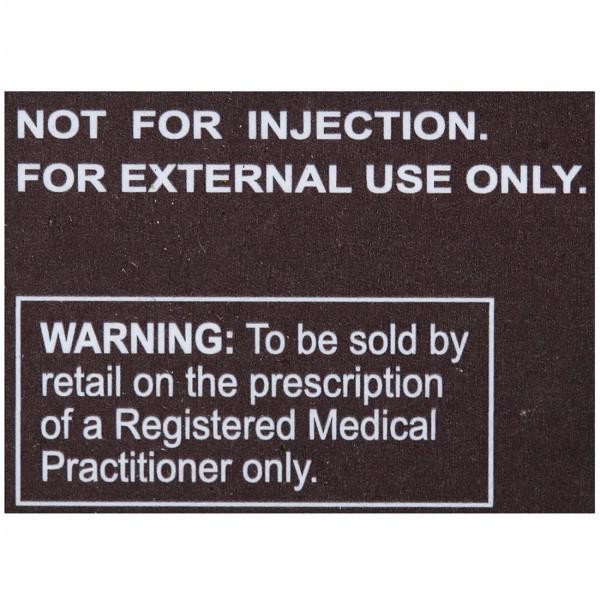 NOT FOR INJECTION.
FOR EXTERNAL USE ONLY.
WARNING: To be sold by
retail on the prescription
of a Registered Medical
Practitioner only.